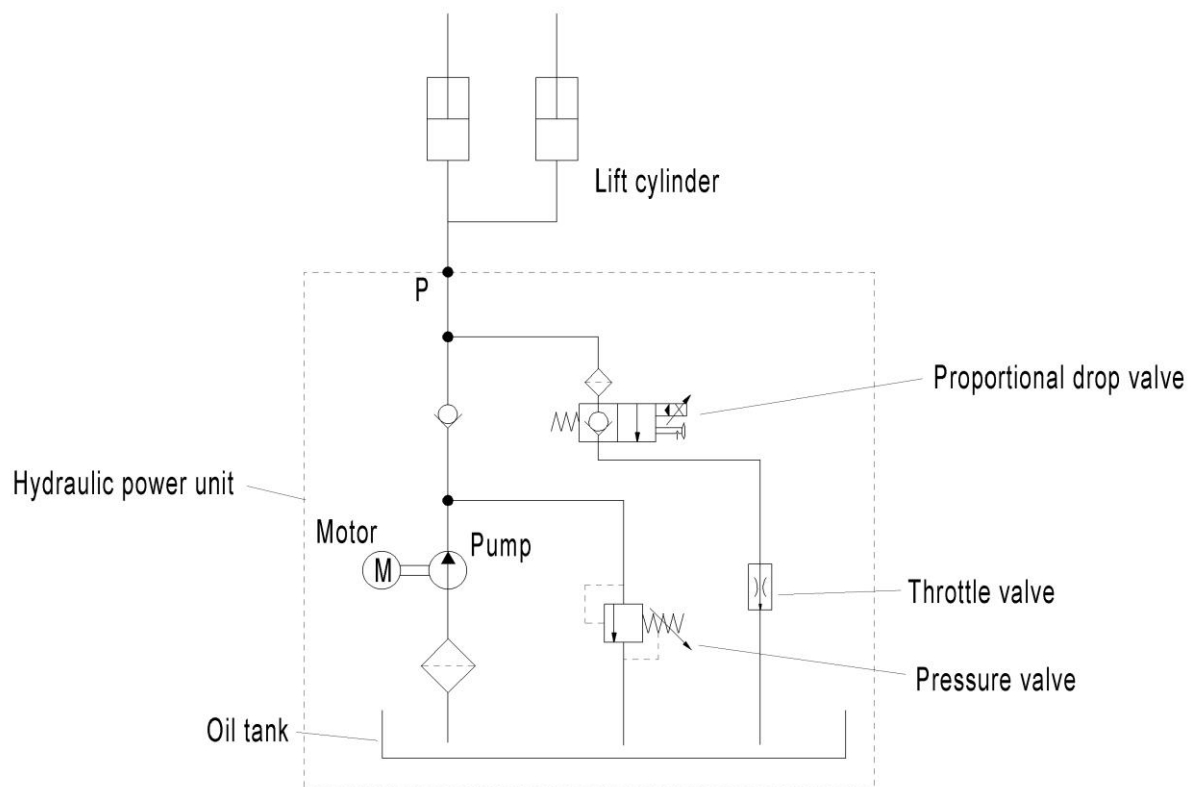 Lift cylinder
P
Proportional drop valve
Hydraulic power unit
Motor
Pump
M
Throttle valve
Pressure valve
Oil tank